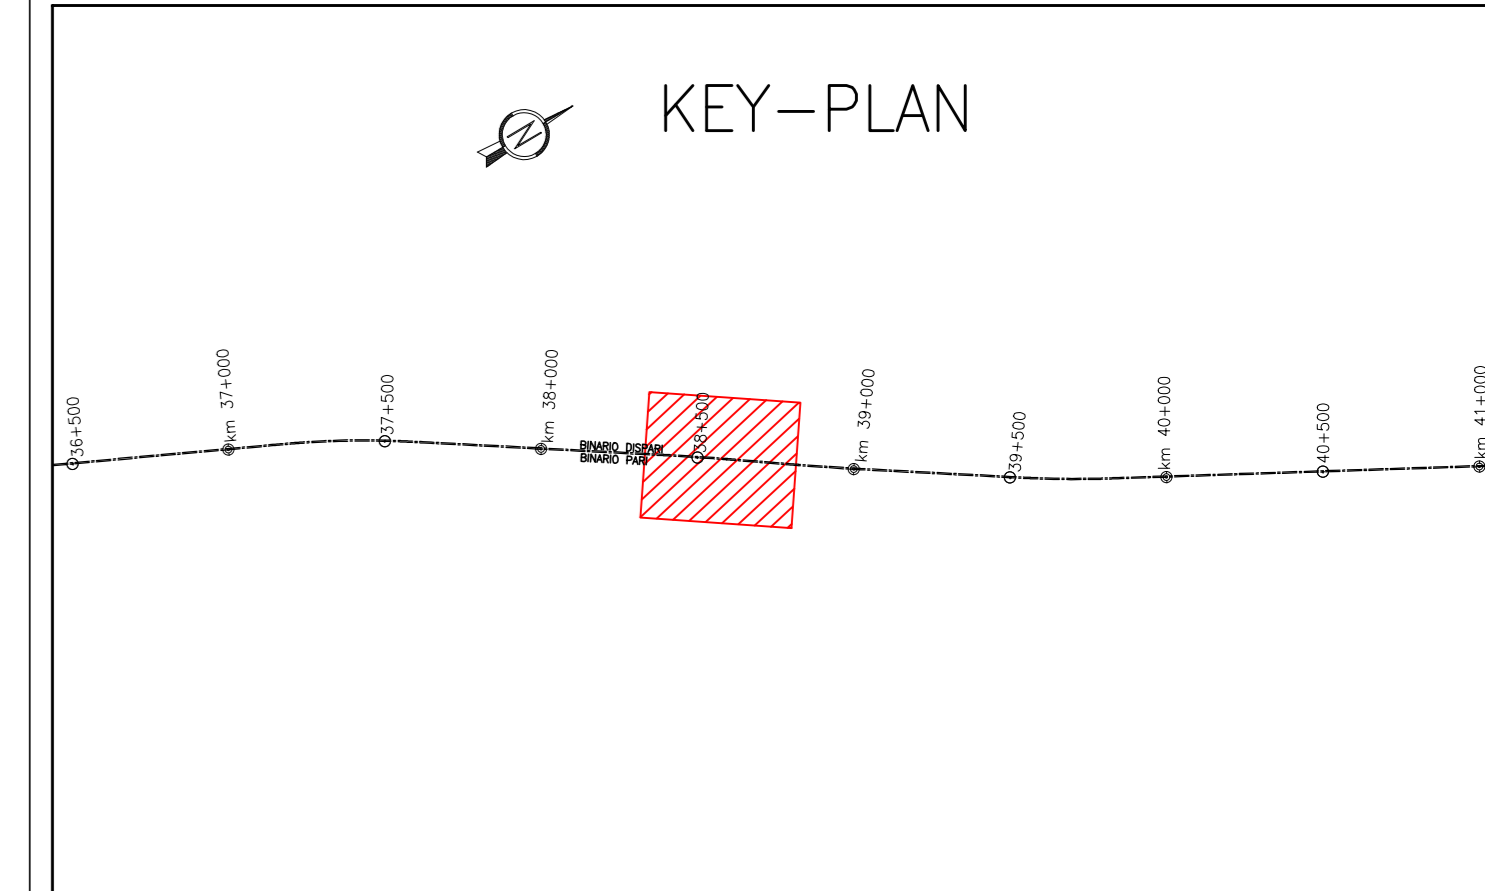 KEY-PLAN
N
36+500
km 37+000
37+500
km 38+000
BINARIO DISPARI
BINARIO PARI
38+500
km 39+000
39+500
km 40+000
40+500
km 41+000